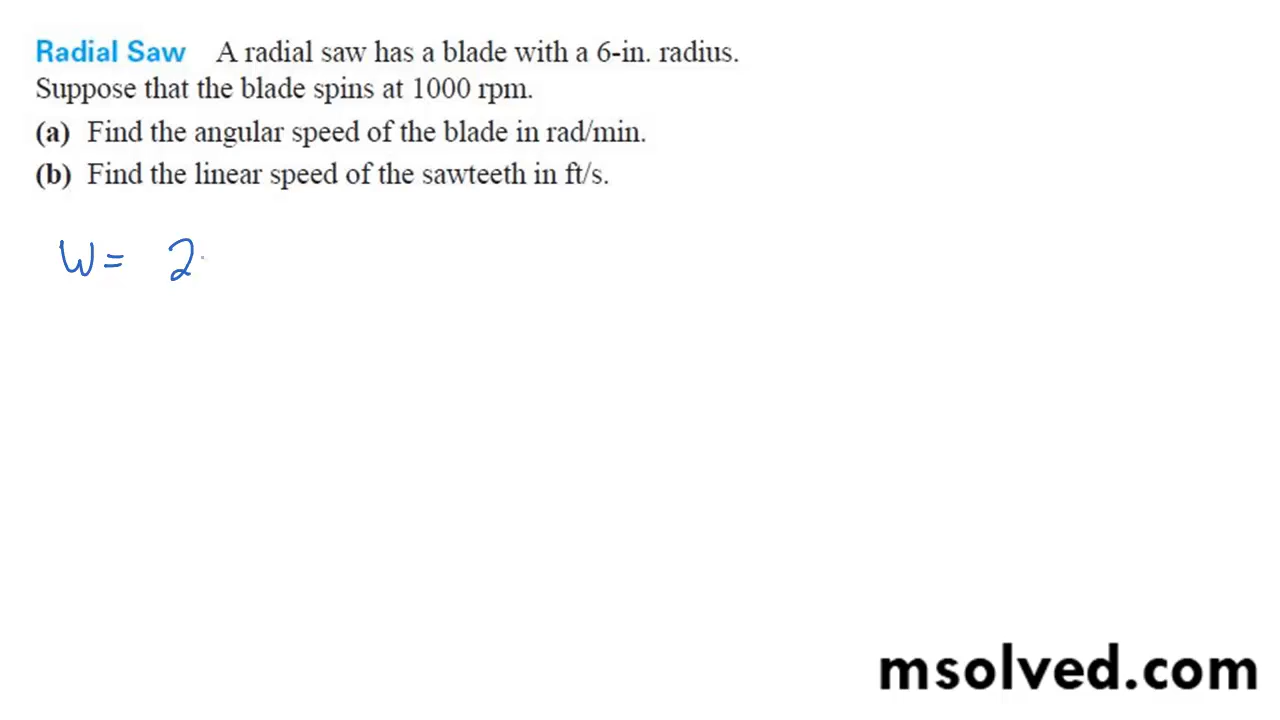 Radial Saw A radial saw has a blade with a 6-in. radius.
Suppose that the blade spins at 1000 rpm.
(a) Find the angular speed of the blade in rad/min.
(b) Find the linear speed of the sawteeth in ft/s.
W = 2
msolved.com